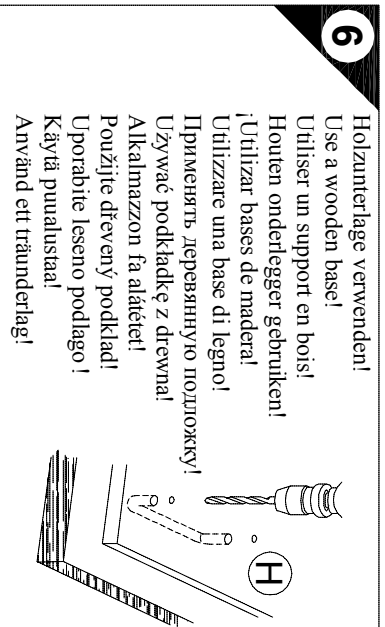 6
Holzunterlage verwenden!
Use a wooden base!
Utiliser un support en bois!
Houten onderlegger gebruiken!
¡Utilizar bases de madera!
Utilizzare una base di legno!
Применять деревянную подложку!
Używać podkładkę z drewna!
Alkalmazzon fa alátétet!
Použijte dřevený podklad!
Uporabite leseno podlago !
Käytä puualustaa!
Använd ett träunderlag!
H